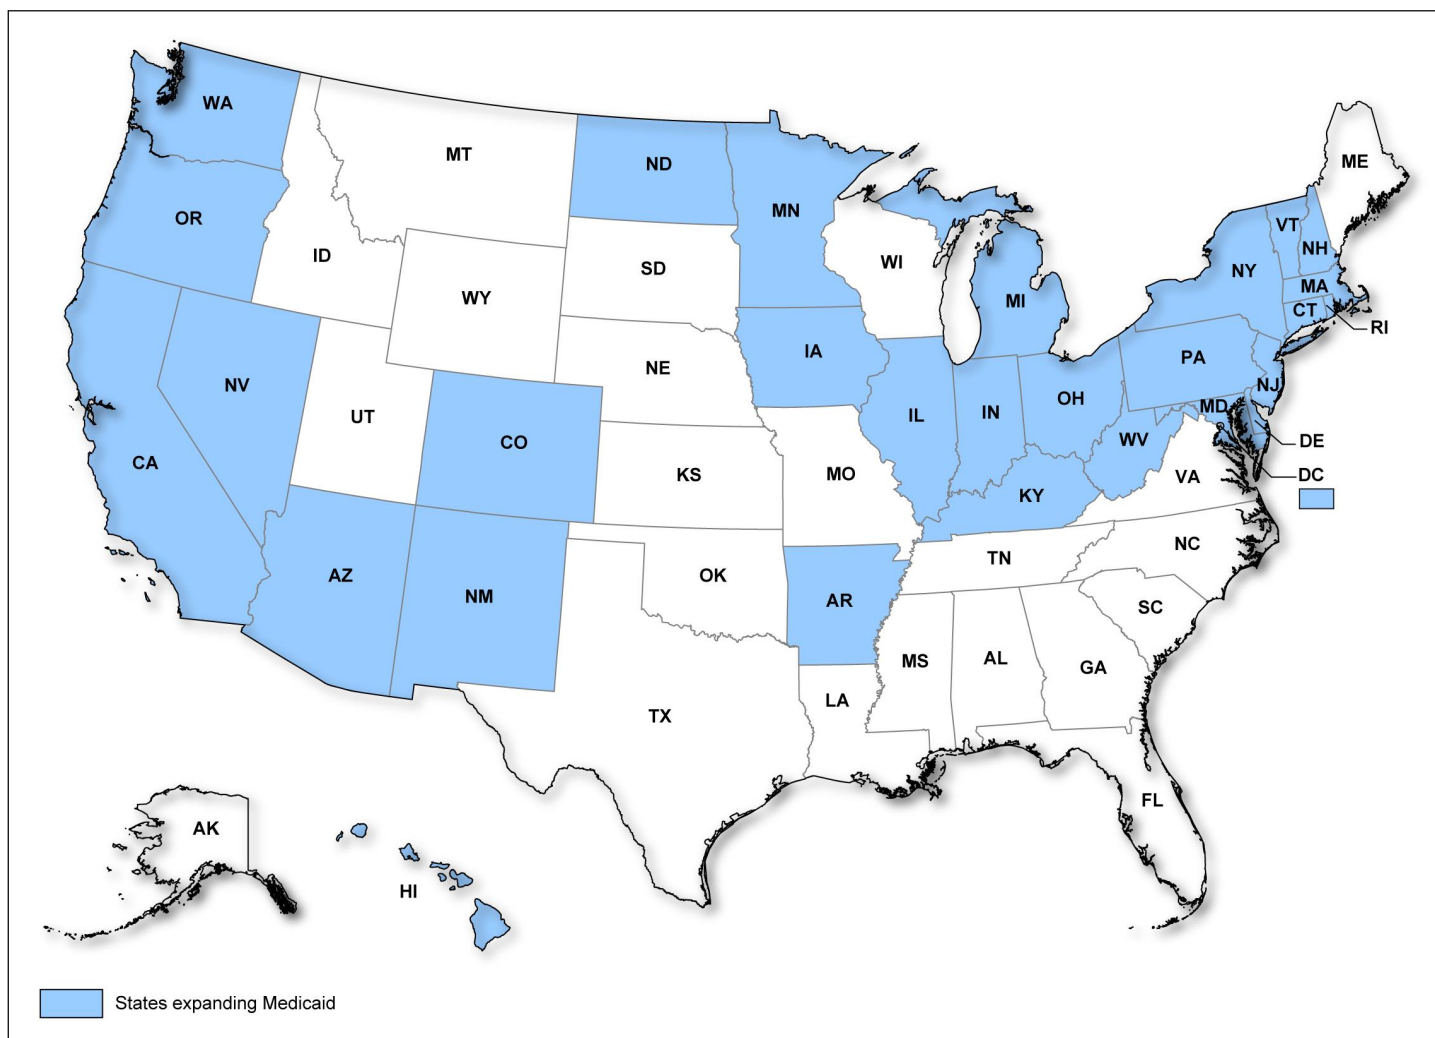 WA
MT
ND
MN
ME
OR
ID
SD
WI
VT
NH
NY
MA
MI
WY
CT
RI
IA
PA
NE
NV
UT
NJ
MD
OH
IN
IL
CO
WV
DE
CA
KS
MO
DC
VA
KY
NC
TN
AZ
OK
NM
AR
SC
MS
AL
GA
LA
TX
FL
AK
HI
States expanding Medicaid